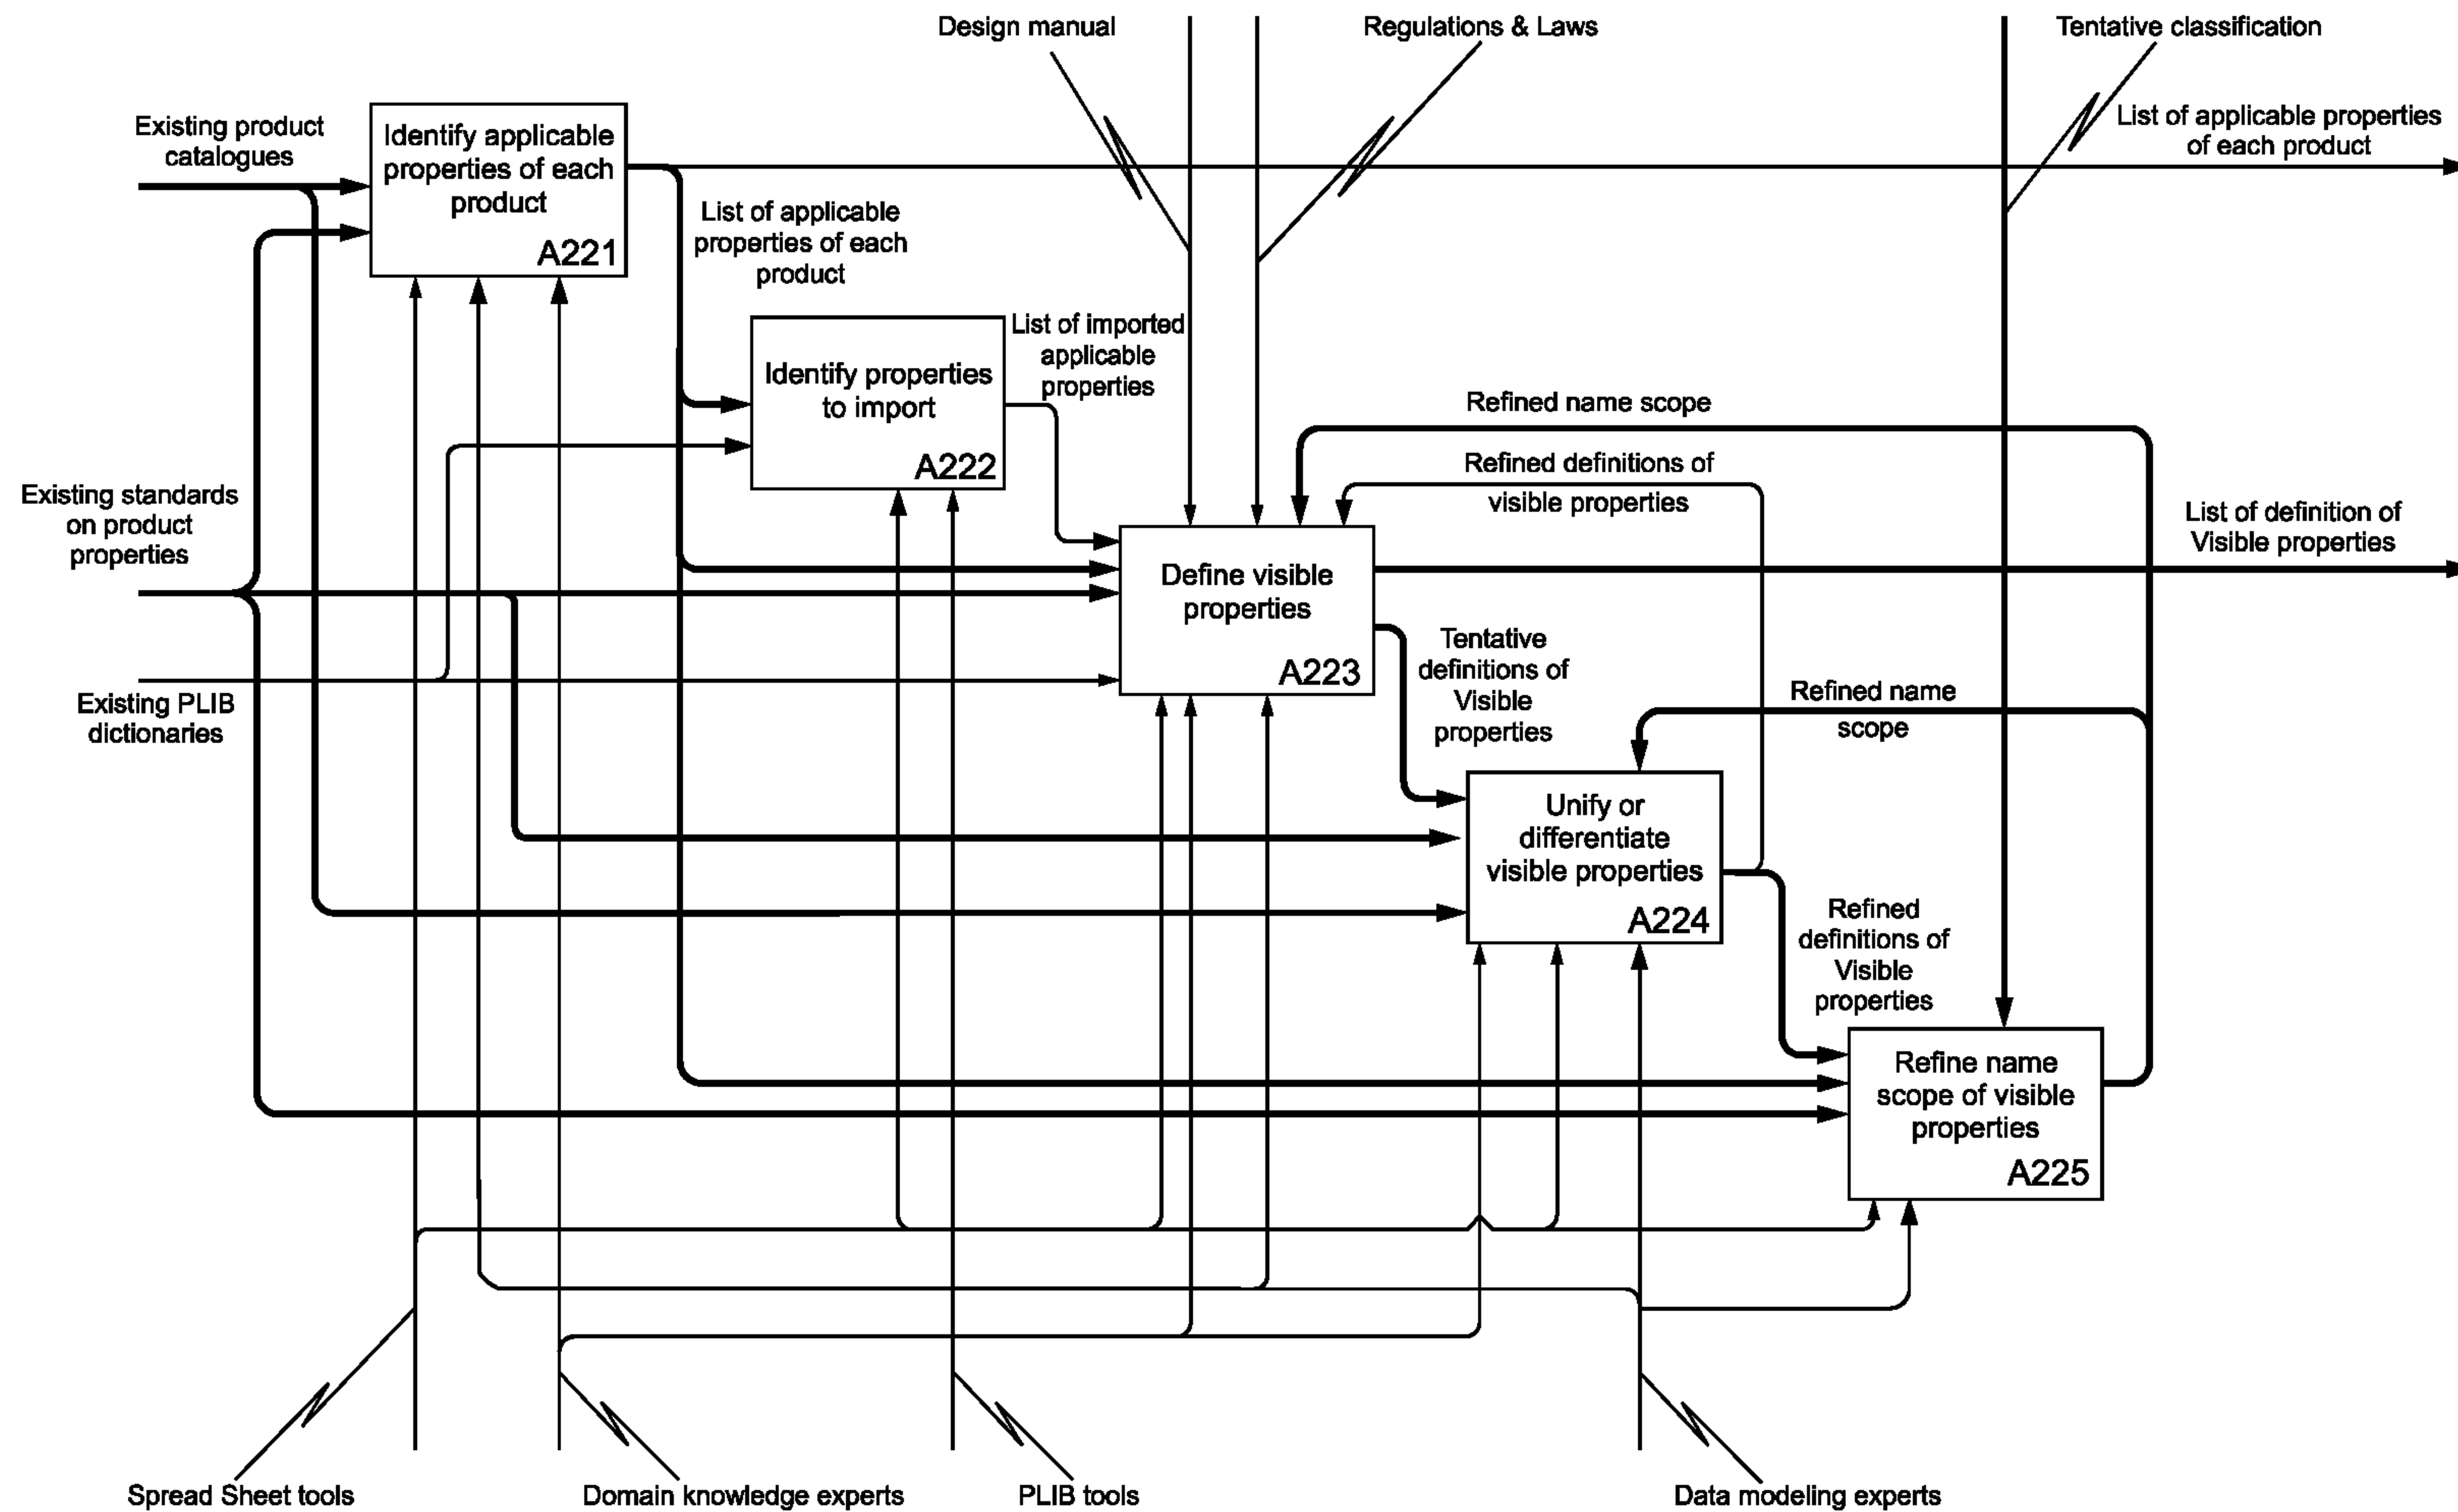 Design manual
Regulations & Laws
Tentative classification
Existing product
catalogues
Identify applicable
properties of each
product
A221
List of applicable properties
of each product
List of applicable
properties of each
product
Identify properties
to import
A222
List of imported
applicable
properties
Refined name scope
Refined definitions of
visible properties
Existing standards
on product
properties
List of definition of
Visible properties
Define visible
properties
A223
Existing PLIB
dictionaries
Tentative
definitions of
Visible
properties
Refined name
scope
Unify or
differentiate
visible properties
A224
Refined
definitions of
Visible
properties
Refine name
scope of visible
properties
A225
Spread Sheet tools
Domain knowledge experts
PLIB tools
Data modeling experts